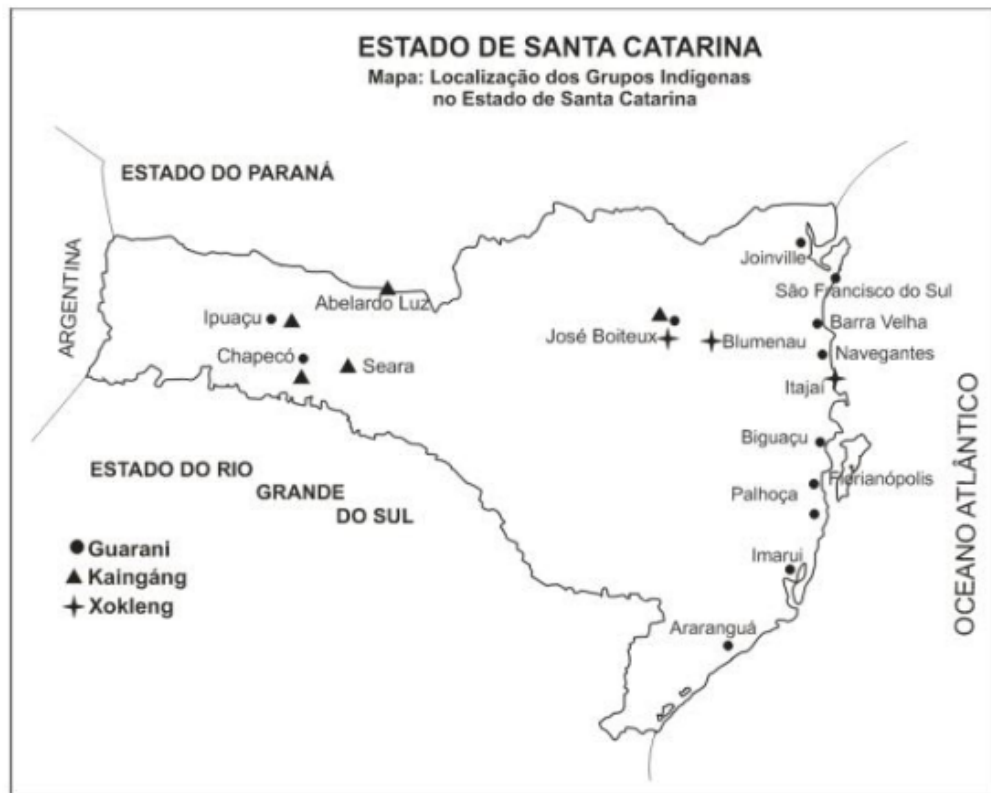 ESTADO DE SANTA CATARINA
Mapa: Localização dos Grupos Indígenas
no Estado de Santa Catarina
ESTADO DO PARANÁ
ARGENTINA
Joinville
São Francisco do Sul
Abelardo Luz
Ipuaçu
Barra Velha
José Boiteux
Blumenau
Navegantes
Chapecó
Seara
Itajaí
Biguaçu
Florianópolis
Palhoça
ESTADO DO RIO
GRANDE
DO SUL
OCEANO ATLÂNTICO
Guarani
Kaingáng
Xokleng
Imarui
Araranguá